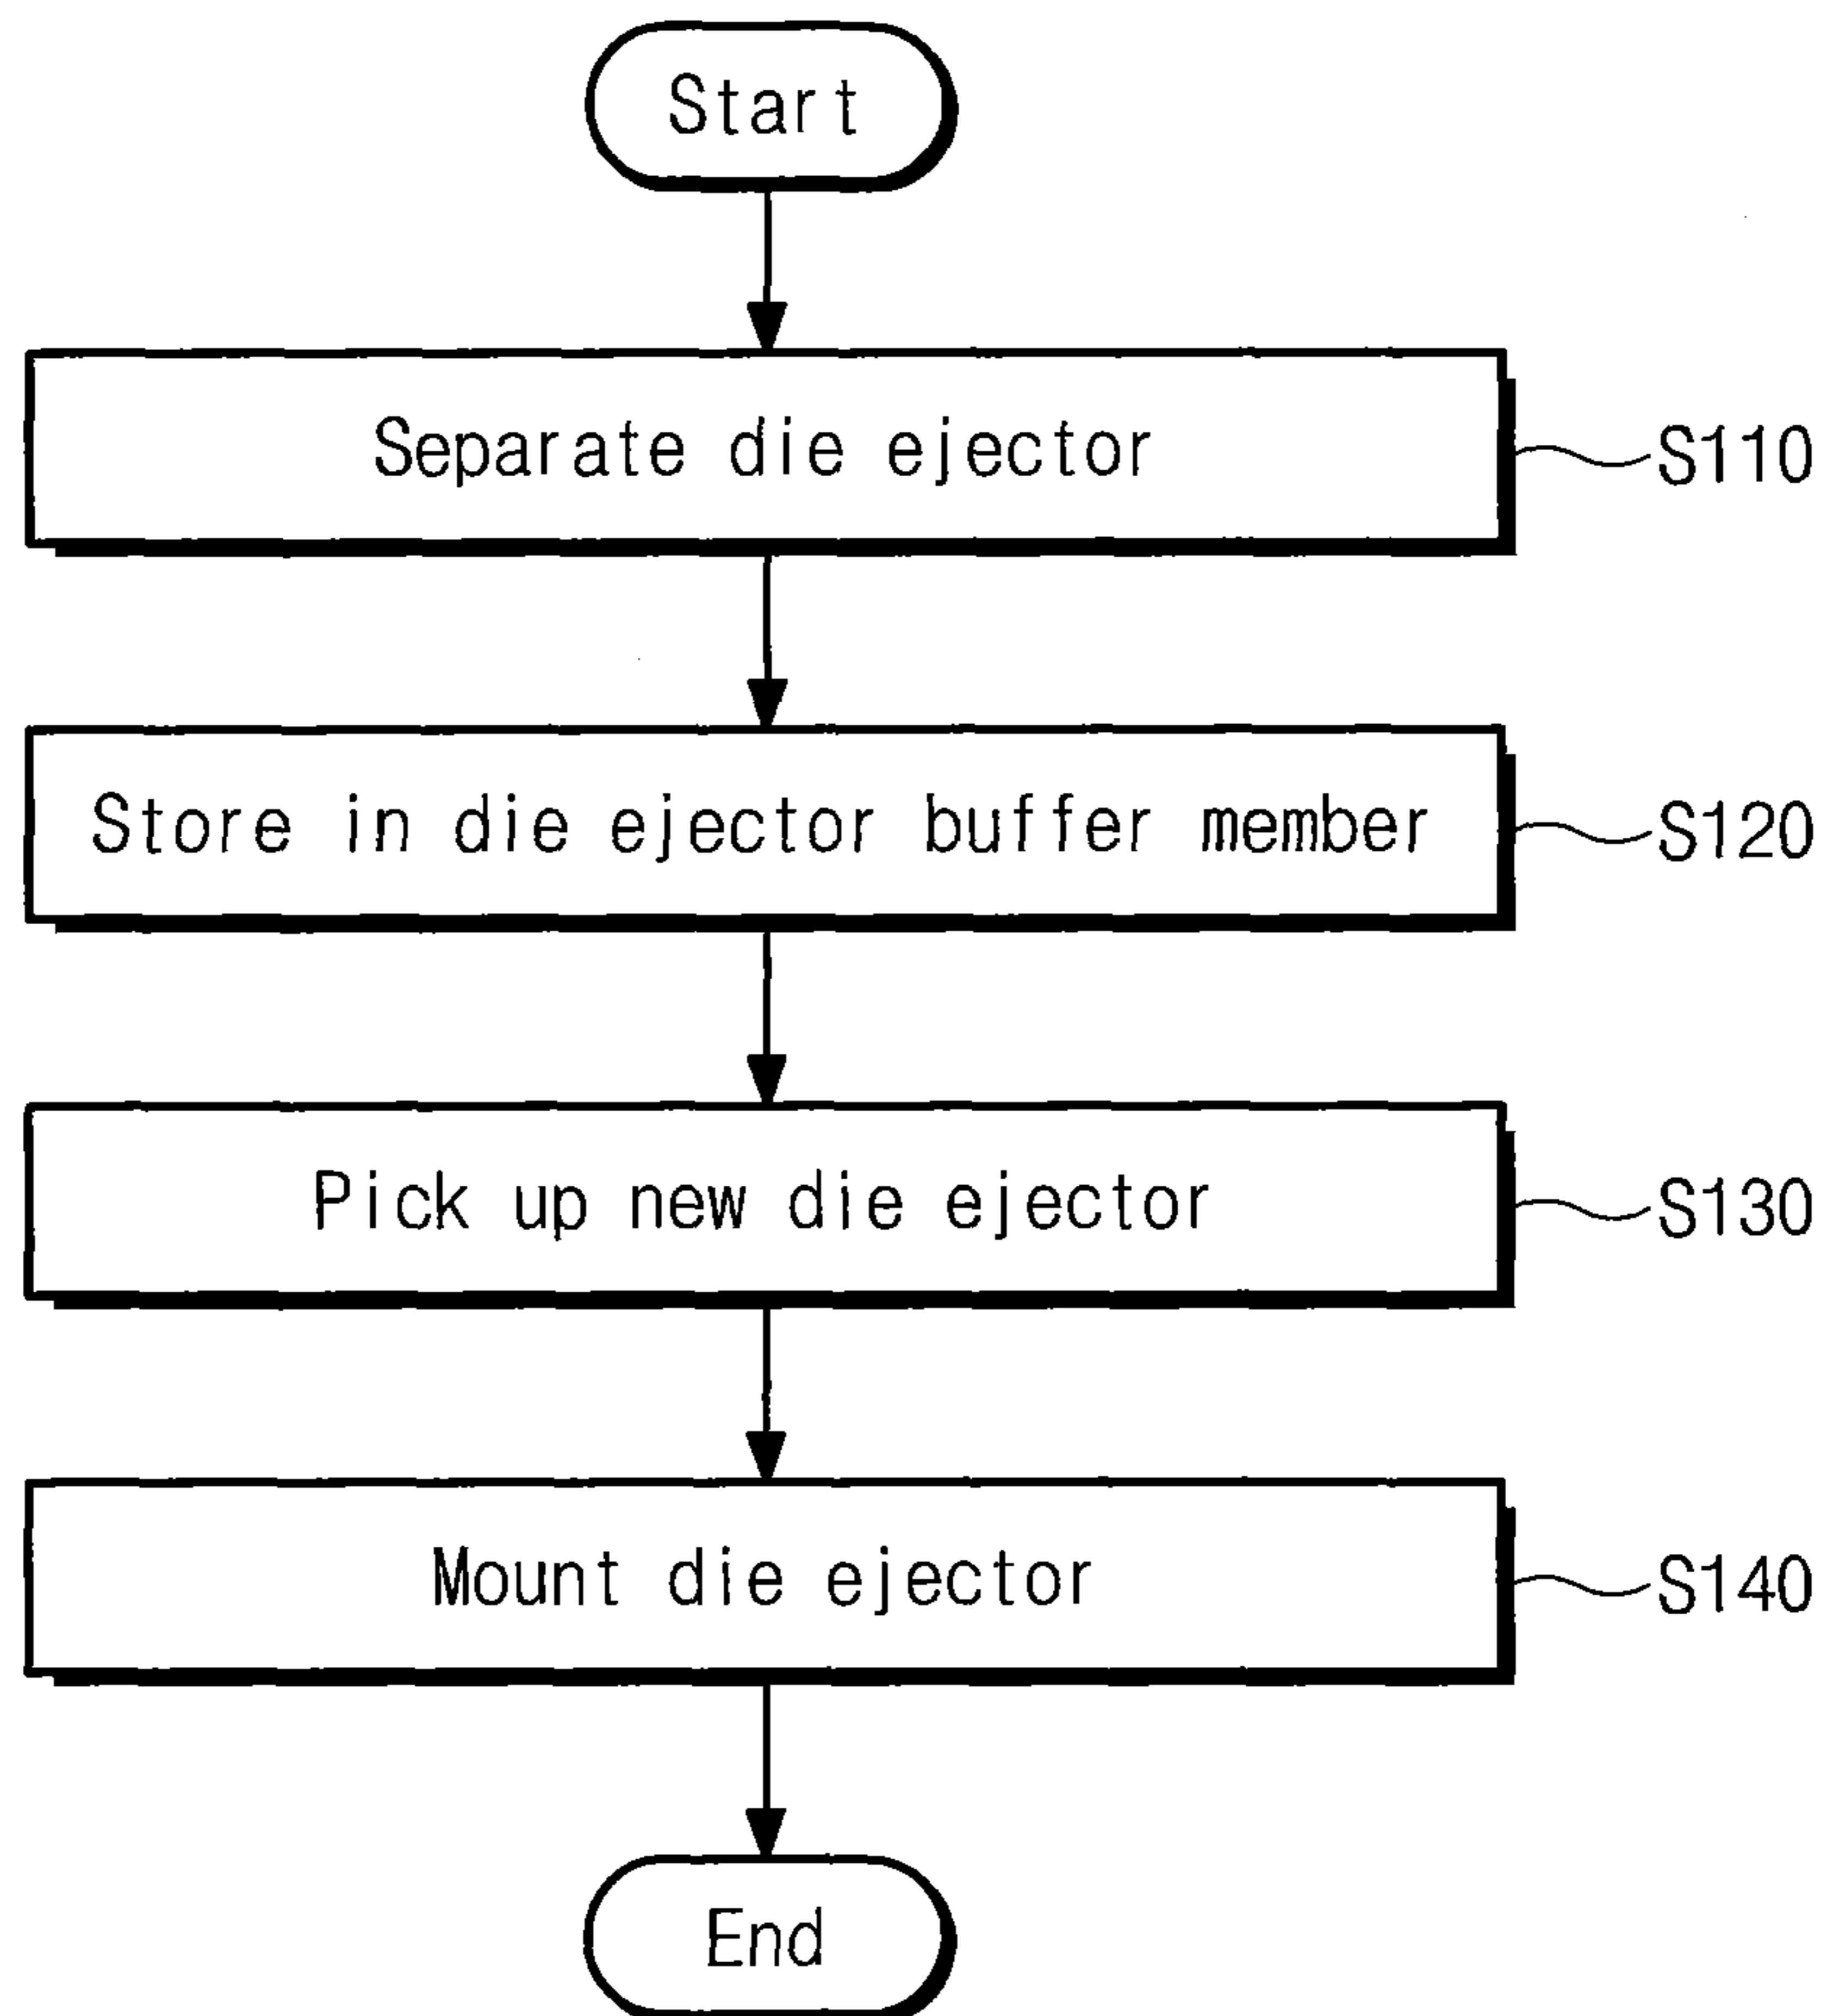 Start
Separate die ejector
S110
Store in die ejector buffer member
S120
Pick up new die ejector
S130
Mount die ejector
S140
End